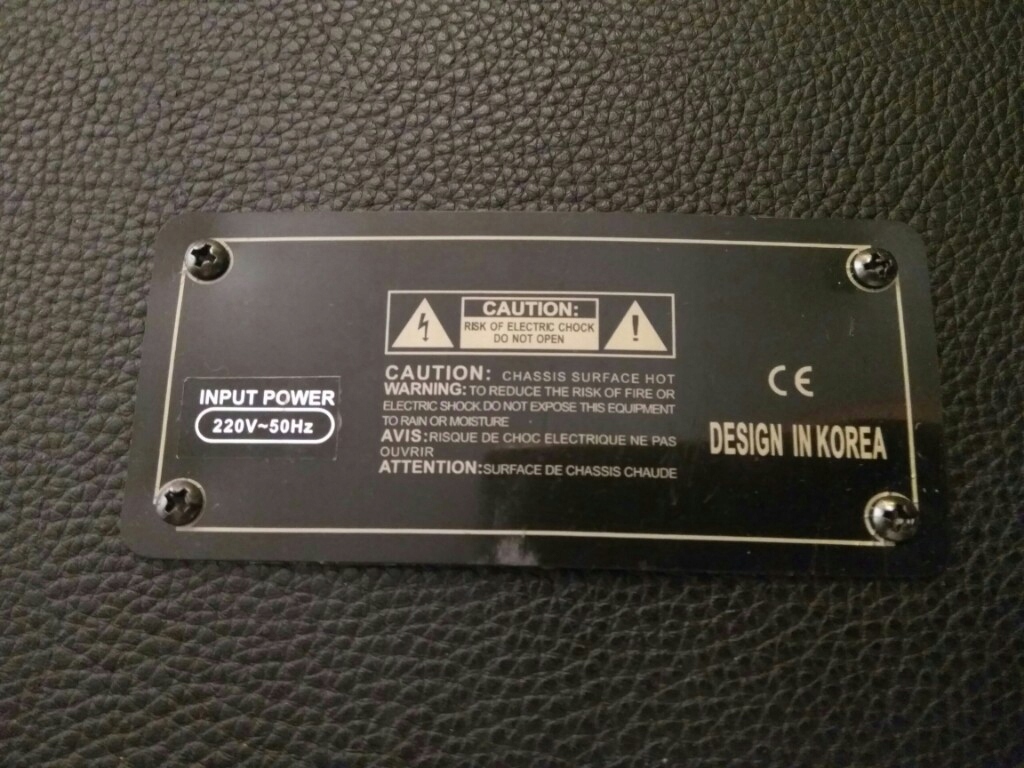 CAUTION:
RISK OF ELECTRIC CHOCK
DO NOT OPEN
CAUTION: CHASSIS SURFACE HOT
WARNING: TO REDUCE THE RISK OF FIRE OR
ELECTRIC SHOCK DO NOT EXPOSE THIS EQUIPMENT
TO RAIN OR MOISTURE
AVIS: RISQUE DE CHOC ELECTRIQUE NE PAS
OUVRIR
ATTENTION: SURFACE DE CHASSIS CHAUDE
INPUT POWER
220V~50Hz
CE
DESIGN IN KOREA